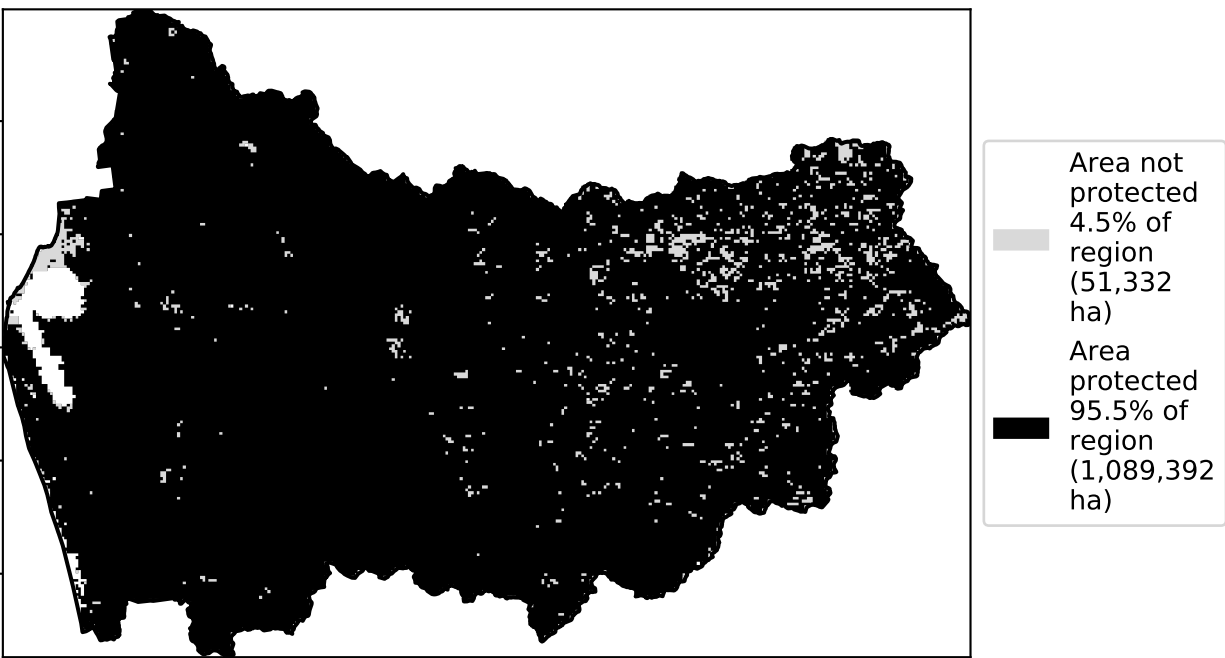 Area not
protected
4.5% of
region
(51,332
ha)
Area
protected
95.5% of
region
(1,089,392
ha)